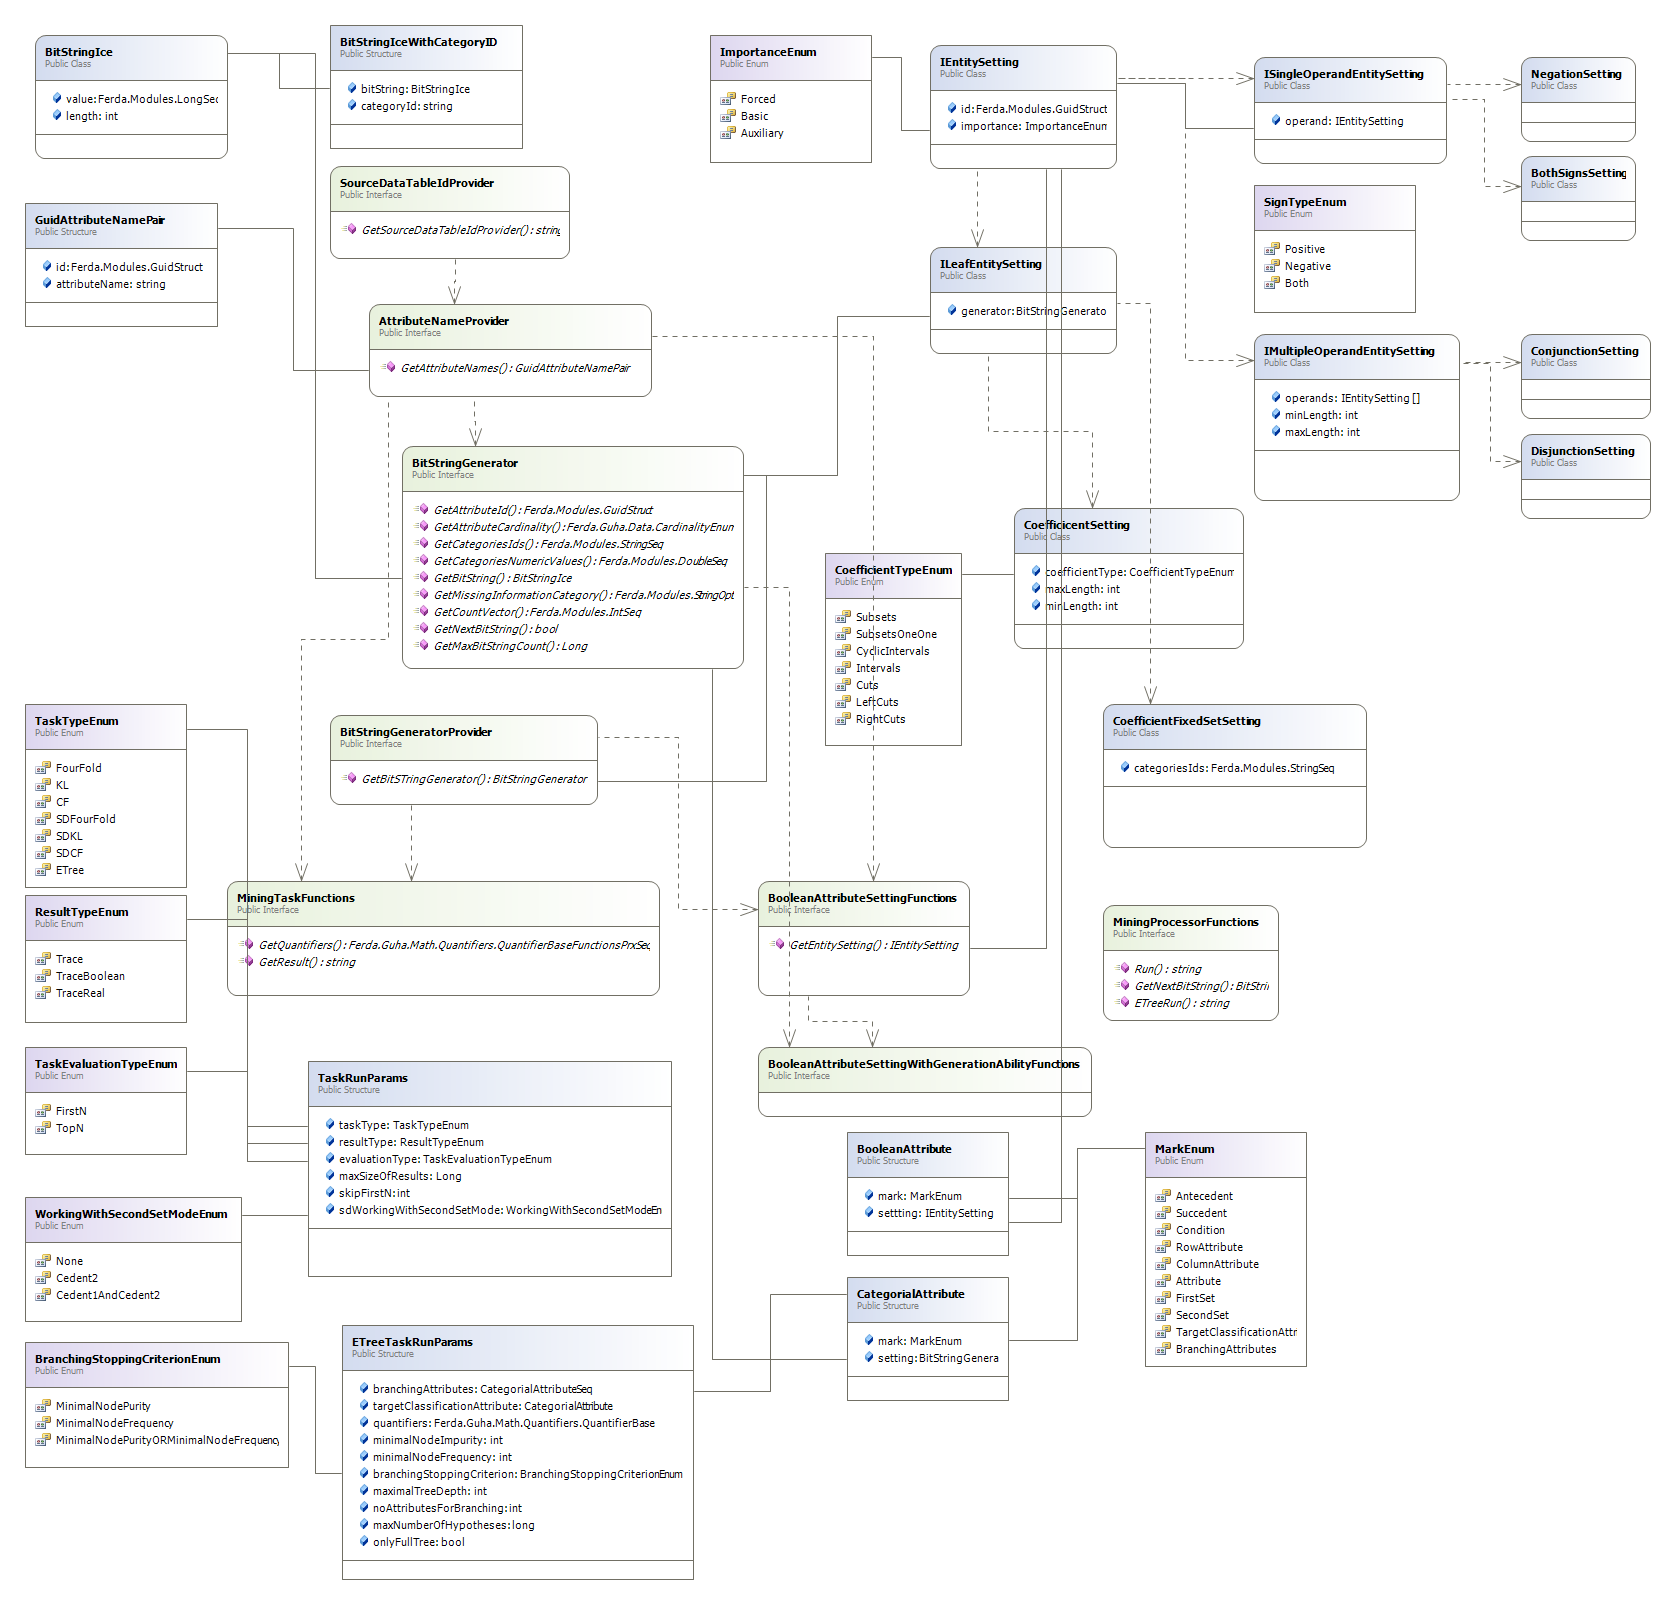 BitStringIce
Public Class
value:Ferda.Modules.LongSec
length: int
BitStringIceWithCategoryID
Public Structure
bitString: BitStringIce
categoryId: string
ImportanceEnum
Public Enum
Forced
Basic
Auxiliary
IEntitySetting
Public Class
id:Ferda.Modules.GuidStruct
importance: ImportanceEnum
ISingleOperandEntitySetting
Public Class
operand: IEntitySetting
NegationSetting
Public Class
BothSignsSetting
Public Class
SourceDataTableIdProvider
Public Interface
GetSourceDataTableIdProvider(): string
GuidAttributeNamePair
Public Structure
id:Ferda.Modules.GuidStruct
attributeName: string
SignTypeEnum
Public Enum
Positive
Negative
Both
ILeafEntitySetting
Public Class
generator:BitStringGenerato
AttributeNameProvider
Public Interface
GetAttributeNames(): GuidAttributeNamePair
IMultipleOperandEntitySetting
Public Class
operands: IEntitySetting []
minLength: int
maxLength: int
ConjunctionSetting
Public Class
DisjunctionSetting
Public Class
BitStringGenerator
Public Interface
GetAttributeId(): Ferda.Modules.GuidStruct
GetAttributeCardinality(): Ferda.Guha.Data.CardinalityEnum
GetCategoriesIds(): Ferda.Modules.StringSeq
GetCategoriesNumericValues(): Ferda.Modules.DoubleSeq
GetBitString(): BitStringIce
GetMissingInformationCategory(): Ferda.Modules.StringOpt
GetCountVector(): Ferda.Modules.IntSeq
GetNextBitString(): bool
GetMaxBitStringCount(): Long
CoefficicentSetting
Public Class
coefficientType: CoefficientTypeEnum
maxLength: int
minLength: int
CoefficientTypeEnum
Public Enum
Subsets
SubsetsOneOne
CyclicIntervals
Intervals
Cuts
LeftCuts
RightCuts
TaskTypeEnum
Public Enum
FourFold
KL
CF
SDFourFold
SDKL
SDCF
ETree
BitStringGeneratorProvider
Public Interface
GetBitSTringGenerator(): BitStringGenerator
CoefficientFixedSetSetting
Public Class
categoriesIds: Ferda.Modules.StringSeq
ResultTypeEnum
Public Enum
Trace
TraceBoolean
TraceReal
MiningTaskFunctions
Public Interface
GetQuantifiers(): Ferda.Guha.Math.Quantifiers.QuantifierBaseFunctionsPrxSeq
GetResult(): string
BooleanAttributeSettingFunctions
Public Interface
GetEntitySetting(): IEntitySetting
MiningProcessorFunctions
Public Interface
Run() : string
GetNextBitString(): BitStrin
ETreeRun() : string
TaskEvaluationTypeEnum
Public Enum
FirstN
TopN
TaskRunParams
Public Structure
taskType: TaskTypeEnum
resultType: ResultTypeEnum
evaluationType: TaskEvaluationTypeEnum
maxSizeOfResults: Long
skipFirstN:int
sdWorkingWithSecondSetMode: WorkingWithSecondSetModeEn
BooleanAttributeSettingWithGenerationAbilityFunctions
Public Interface
BooleanAttribute
Public Structure
mark: MarkEnum
settting: IEntitySetting
MarkEnum
Public Enum
Antecedent
Succedent
Condition
RowAttribute
ColumnAttribute
Attribute
FirstSet
SecondSet
TargetClassificationAttr
BranchingAttributes
WorkingWithSecondSetModeEnum
Public Enum
None
Cedent2
Cedent1AndCedent2
CategorialAttribute
Public Structure
mark: MarkEnum
setting:BitStringGenera
BranchingStoppingCriterionEnum
Public Enum
MinimalNodePurity
MinimalNodeFrequency
MinimalNodePurityORMinimalNodeFrequency
ETreeTaskRunParams
Public Structure
branchingAttributes: CategorialAttributeSeq
targetClassificationAttribute: CategorialAttribute
quantifiers: Ferda.Guha.Math.Quantifiers.QuantifierBase
minimalNodeImpurity: int
minimalNodeFrequency: int
branchingStoppingCriterion: BranchingStoppingCriterionEnum
maximalTreeDepth: int
noAttributesForBranching:int
maxNumberOfHypotheses:long
onlyFullTree: bool